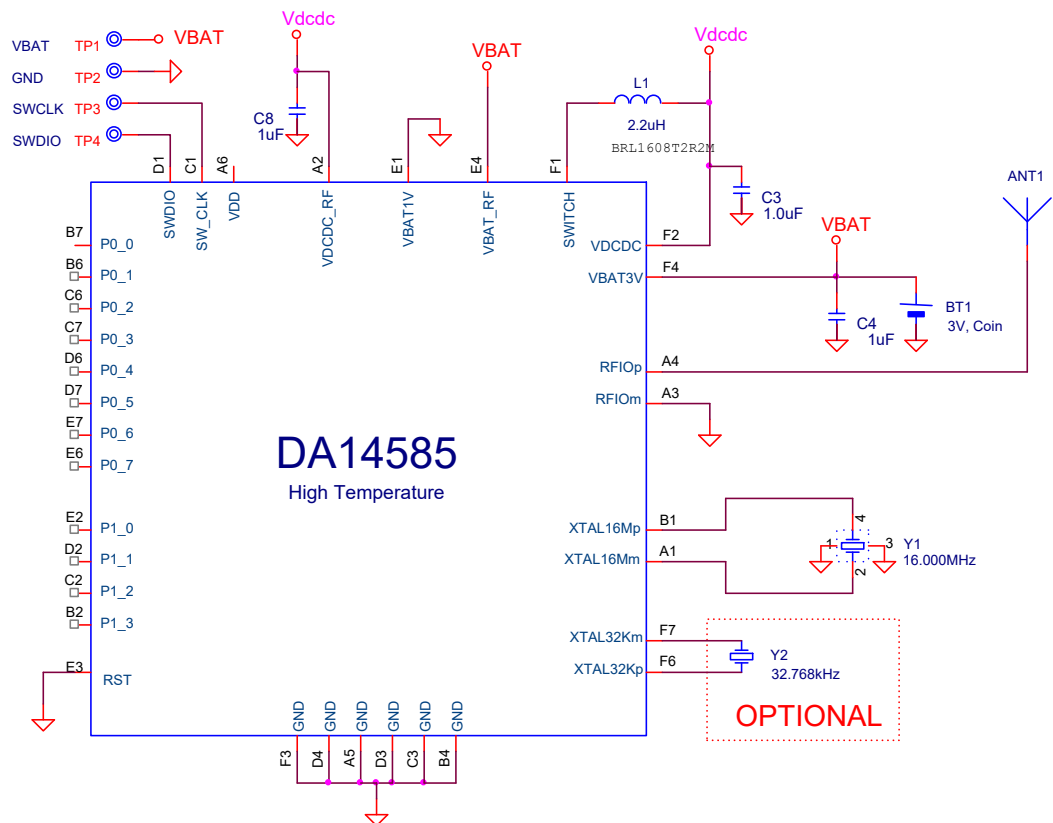 Vdcdc
VBAT TP1 VBAT
GND TP2
SWCLK TP3
SWDIO TP4
C8
1uF
VBAT
Vdcdc
L1
2.2uH
BRL1608T2R2M
C3
1.0uF
ANT1
D1 C1 A6 A2 E1 E4 F1
SWDIO SW_CLK VDD VDCDC_RF VBAT1V VBAT_RF SWITCH
B7 P0_0
B6 P0_1
C6 P0_2
C7 P0_3
D6 P0_4
D7 P0_5
E7 P0_6
E6 P0_7
E2 P1_0
D2 P1_1
C2 P1_2
B2 P1_3
E3 RST
DA14585
High Temperature
VDCDC F2
VBAT3V F4
VBAT
C4
1uF
BT1
3V, Coin
RFIOp A4
RFIOm A3
XTAL16Mp B1
XTAL16Mm A1
4
1
3
2
Y1
16.000MHz
XTAL32Km F7
XTAL32Kp F6
Y2
32.768kHz
OPTIONAL
GND GND GND GND GND GND
F3 D4 A5 D3 C3 B4